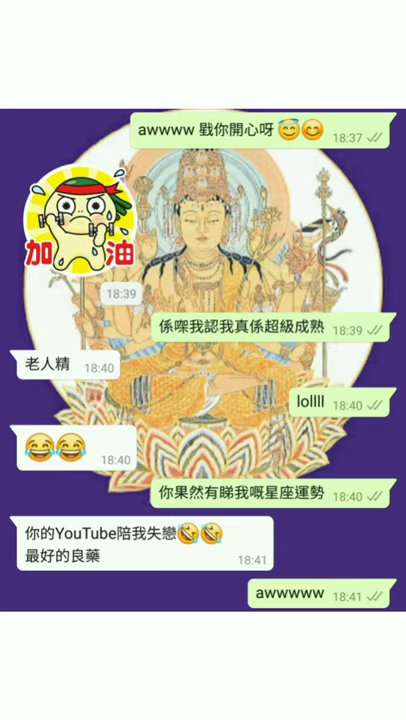 awwww 戥你開心呀 😇😊
18:37
加油
18:39
係㗎我認我真係超級成熟
18:39
老人精
18:40
lollll
18:40
😂😂
18:40
你果然有睇我嘅星座運勢
18:40
你的YouTube陪我失戀🤣🤣
最好的良藥
18:41
awwwww
18:41